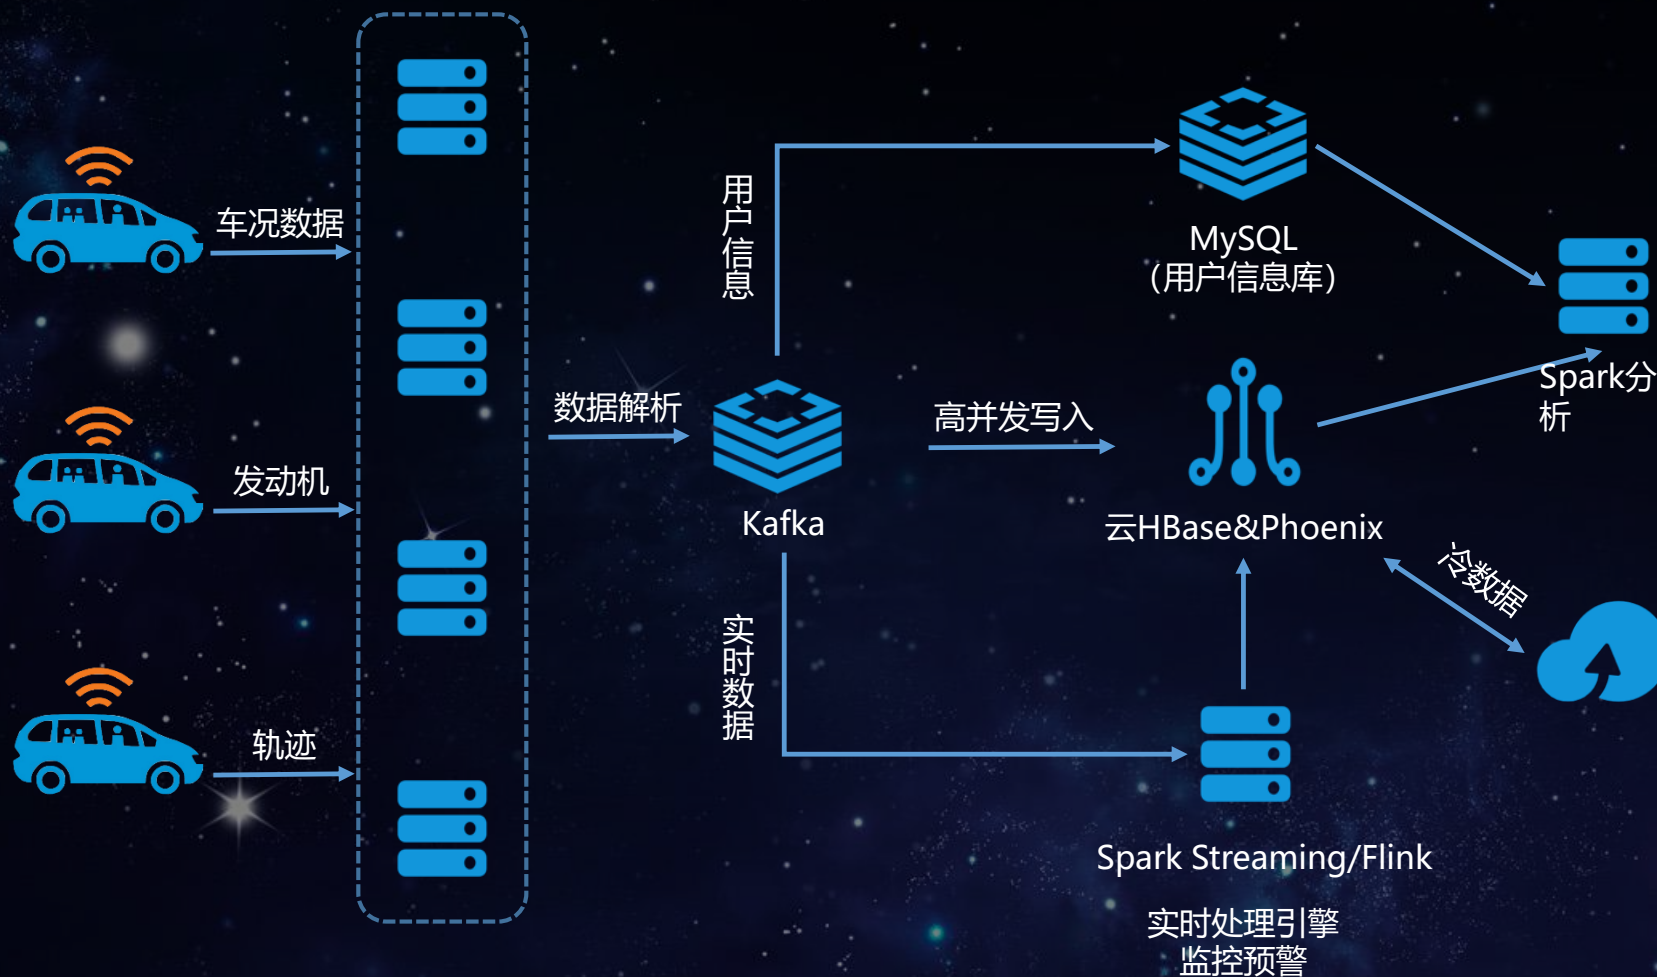 车况数据
发动机
轨迹
数据解析
用户信息
Kafka
实时数据
高并发写入
MySQL
（用户信息库）
云HBase&Phoenix
Spark分
析
冷数据
Spark Streaming/Flink
实时处理引擎
监控预警